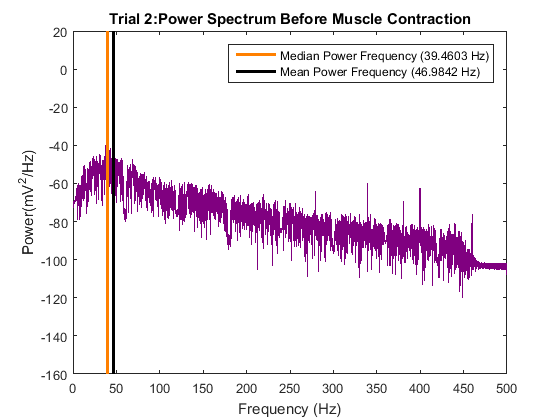 Trial 2:Power Spectrum Before Muscle Contraction
Median Power Frequency (39.4603 Hz)
Mean Power Frequency (46.9842 Hz)
Power(mV²/Hz)
20
0
-20
-40
-60
-80
-100
-120
-140
-160
0 50 100 150 200 250 300 350 400 450 500
Frequency (Hz)